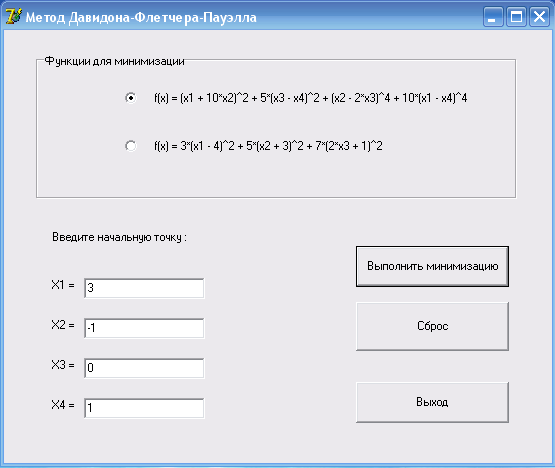 Метод Давидона-Флетчера-Пауэлла
Функции для минимизации
f(x) = (x1 + 10*x2)^2 + 5*(x3 - x4)^2 + (x2 - 2*x3)^4 + 10*(x1 - x4)^4
f(x) = 3*(x1 - 4)^2 + 5*(x2 + 3)^2 + 7*(2*x3 + 1)^2
Введите начальную точку :
X1 = 3
X2 = -1
X3 = 0
X4 = 1
Выполнить минимизацию
Сброс
Выход